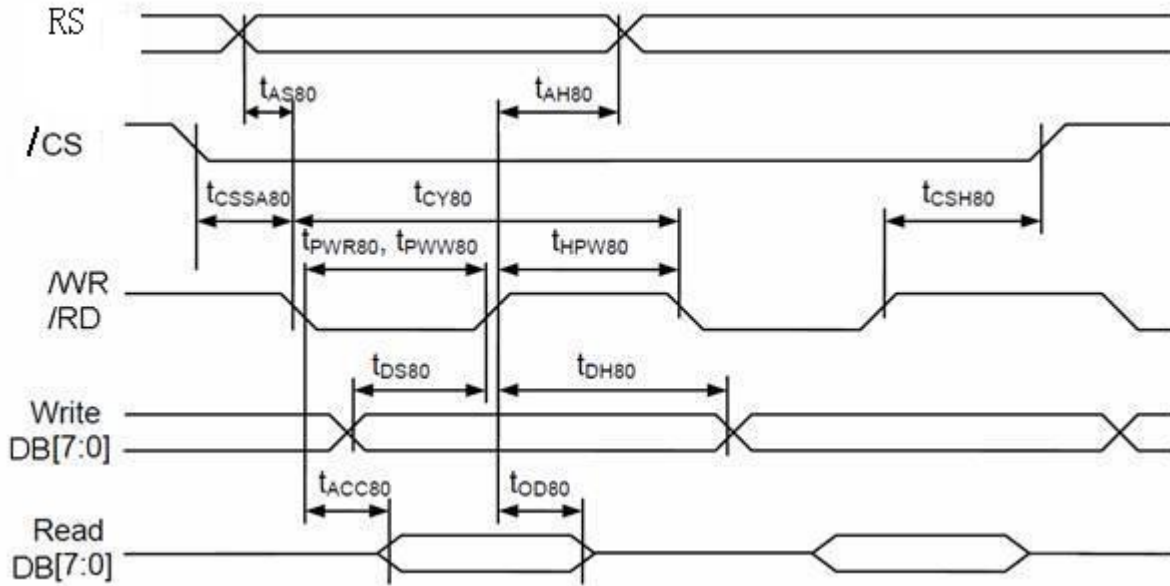 RS
tAS80
tAH80
/CS
tCSSA80
tCY80
tCSH80
tPWR80, tPWW80
tHPW80
/WR
/RD
tDS80
tDH80
Write
DB[7:0]
tACC80
tOD80
Read
DB[7:0]